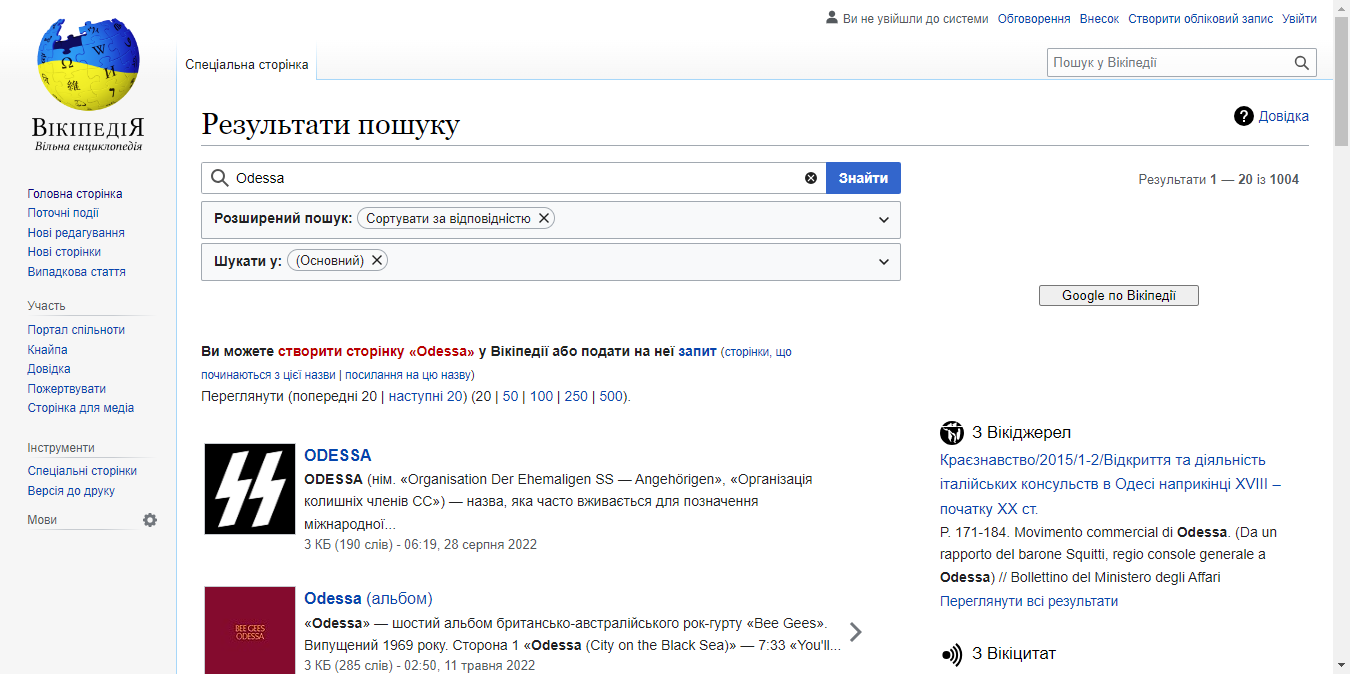 Ви не увійшли до системи Обговорення Внесок Створити обліковий запис Увійти
ВІКІПЕДІЯ
Вільна енциклопедія
Спеціальна сторінка
Пошук у Вікіпедії
Головна сторінка
Поточні події
Нові редагування
Нові сторінки
Випадкова стаття
Участь
Портал спільноти
Кнайпа
Довідка
Пожертвувати
Сторінка для медіа
Інструменти
Спеціальні сторінки
Версія до друку
Мови
Результати пошуку
Довідка
Odessa
Знайти
Результати 1 — 20 із 1004
Розширений пошук: Сортувати за відповідністю
Шукати у: (Основний)
Google по Вікіпедії
Ви можете створити сторінку «Odessa» у Вікіпедії або подати на неї запит (сторінки, що
починаються з цієї назви | посилання на цю назву)
Переглянути (попередні 20 | наступні 20) (20 | 50 | 100 | 250 | 500).
ODESSA
ODESSA (нім. «Organisation Der Ehemaligen SS — Angehörigen», «Організація
колишніх членів СС») — назва, яка часто вживається для позначення
міжнародної...
3 КБ (190 слів) - 06:19, 28 серпня 2022
BEE GEES
ODESSA
Odessa (альбом)
«Odessa» — шостий альбом британсько-австралійського рок-гурту «Bee Gees».
Випущений 1969 року. Сторона 1 «Odessa (City on the Black Sea)» — 7:33 «You'll...
3 КБ (285 слів) - 02:50, 11 травня 2022
З Вікіджерел
Краєзнавство/2015/1-2/Відкриття та діяльність
італійських консульств в Одесі наприкінці XVIII –
початку XX ст.
P. 171-184. Movimento commercial di Odessa. (Da un
rapporto del barone Squitti, regio console generale a
Odessa) // Bollettino del Ministero degli Affari
Переглянути всі результати
З Вікіцитат